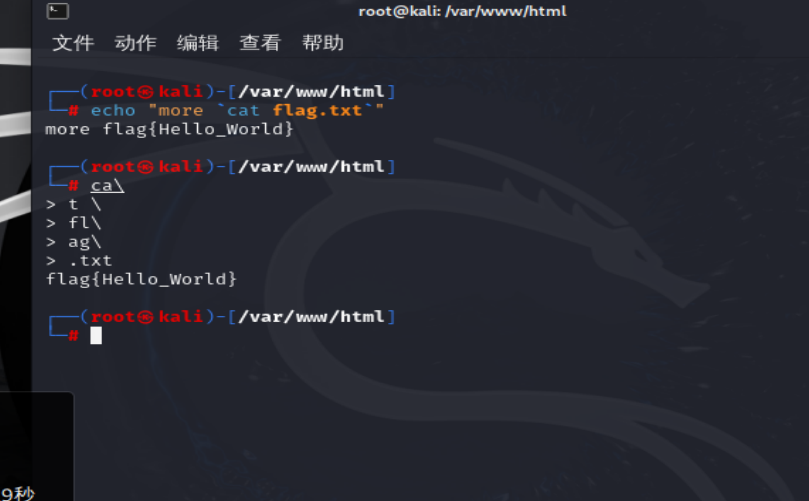 root@kali: /var/www/html
文件 动作 编辑 查看 帮助
┌──(root㉿kali)-[/var/www/html]
└─# echo "more `cat flag.txt`"
more flag{Hello_World}
┌──(root㉿kali)-[/var/www/html]
└─# ca\
> t \
> fl\
> ag\
> .txt
flag{Hello_World}
┌──(root㉿kali)-[/var/www/html]
└─#
9秒